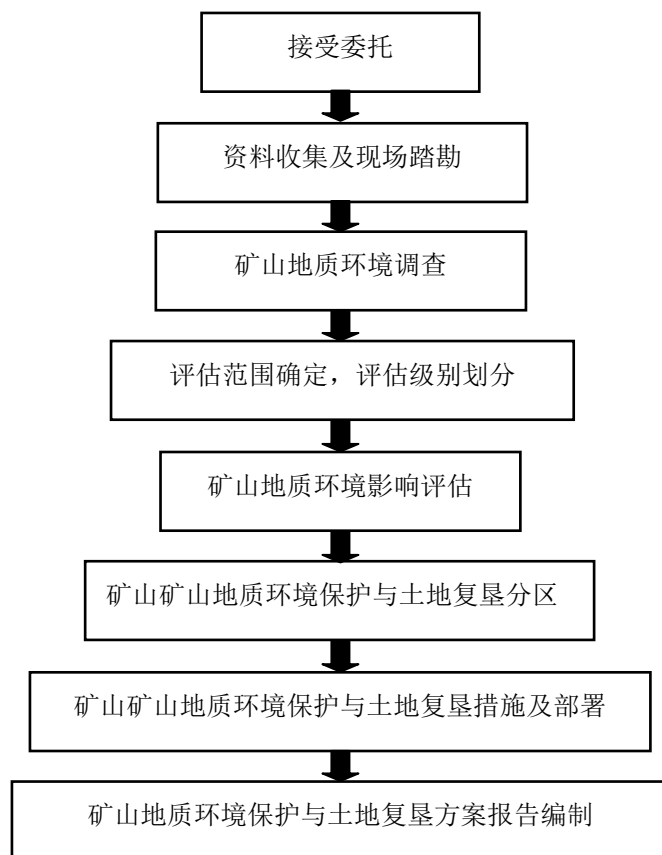 接受委托
资料收集及现场踏勘
矿山地质环境调查
评估范围确定，评估级别划分
矿山地质环境影响评估
矿山矿山地质环境保护与土地复垦分区
矿山矿山地质环境保护与土地复垦措施及部署
矿山地质环境保护与土地复垦方案报告编制